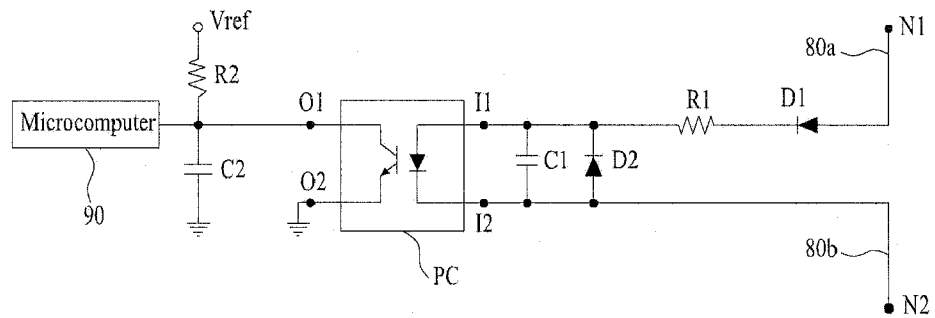 Vref
N1
80a
R2
O1
I1
R1
D1
Microcomputer
C2
C1
D2
O2
90
I2
PC
80b
N2